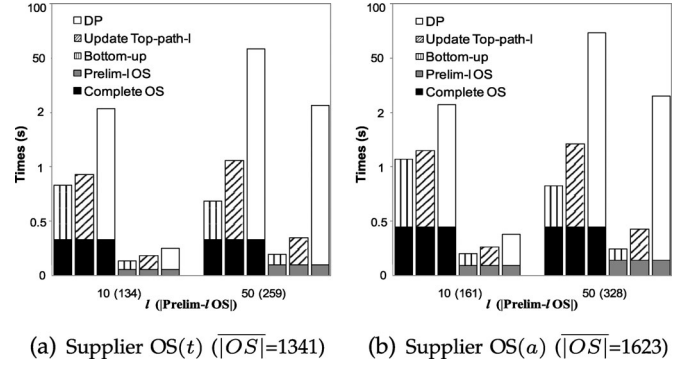 100
50
2
1
0.5
0
Times (s)
DP
Update Top-path-l
Bottom-up
Prelim-l OS
Complete OS
10 (134)
50 (259)
l (|Prelim-l OS|)
(a) Supplier OS(t) (|OS|=1341)
100
50
2
1
0.5
0
Times (s)
DP
Update Top-path-l
Bottom-up
Prelim-l OS
Complete OS
10 (161)
50 (328)
l (|Prelim-l OS|)
(b) Supplier OS(a) (|OS|=1623)